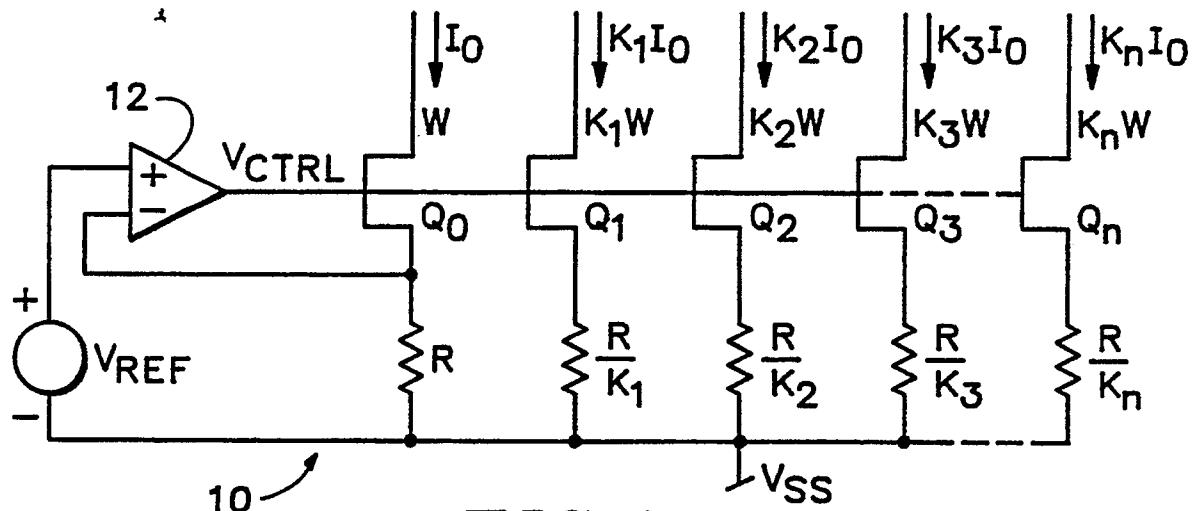 I0 K1I0 K2I0 K3I0 KnI0
12
W K1W K2W K3W KnW
+
VCTRL
−
Q0 Q1 Q2 Q3 Qn
+
VREF
R R/K1 R/K2 R/K3 R/Kn
−
10
VSS